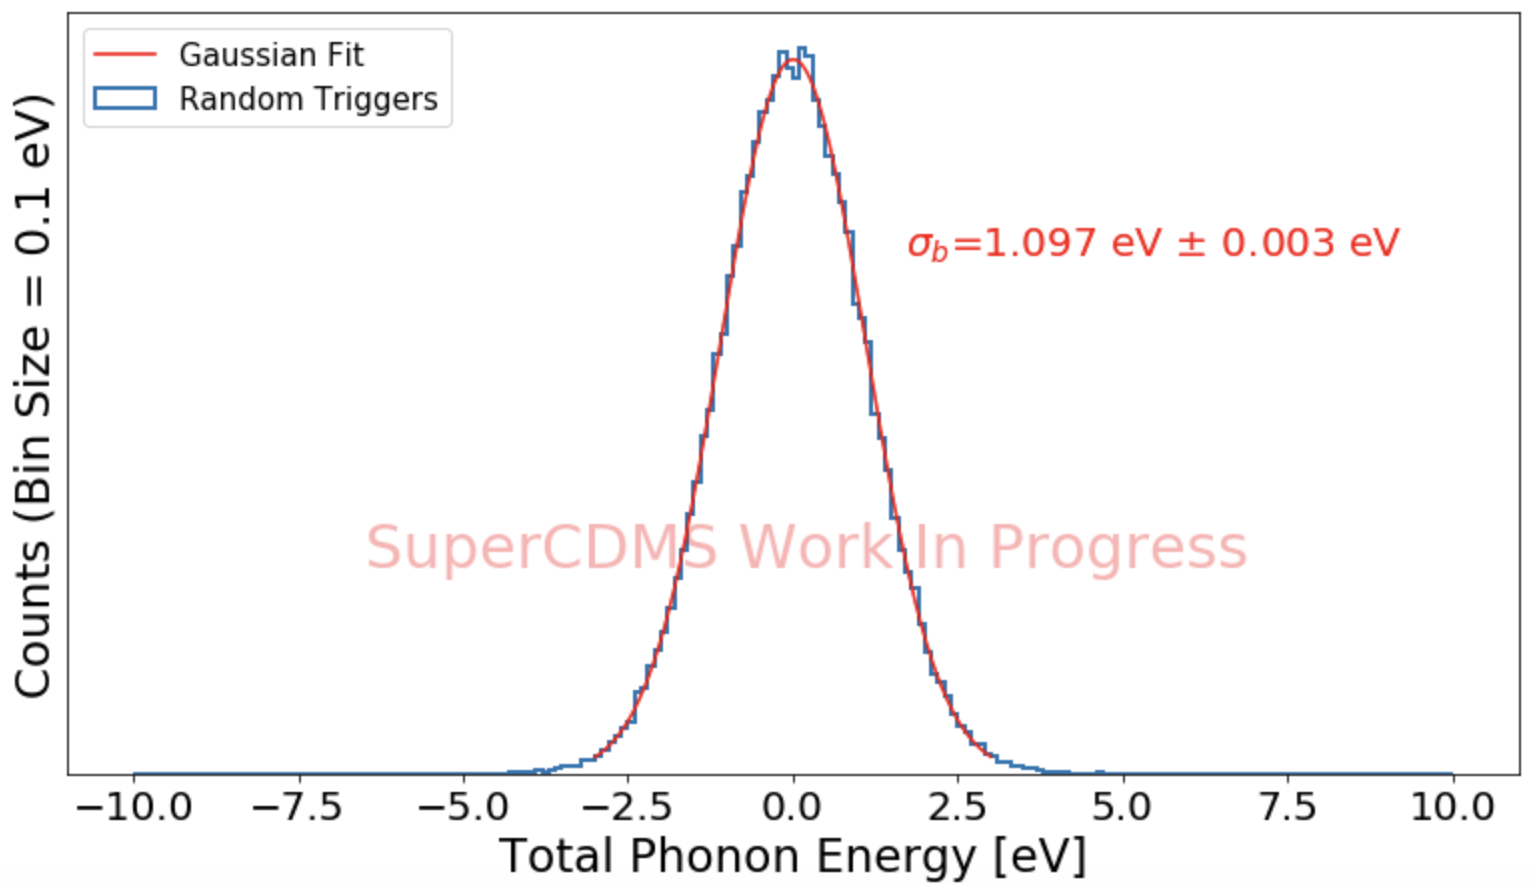 Gaussian Fit
Random Triggers
Counts (Bin Size = 0.1 eV)
σ_b=1.097 eV ± 0.003 eV
SuperCDMS Work In Progress
−10.0 −7.5 −5.0 −2.5 0.0 2.5 5.0 7.5 10.0
Total Phonon Energy [eV]